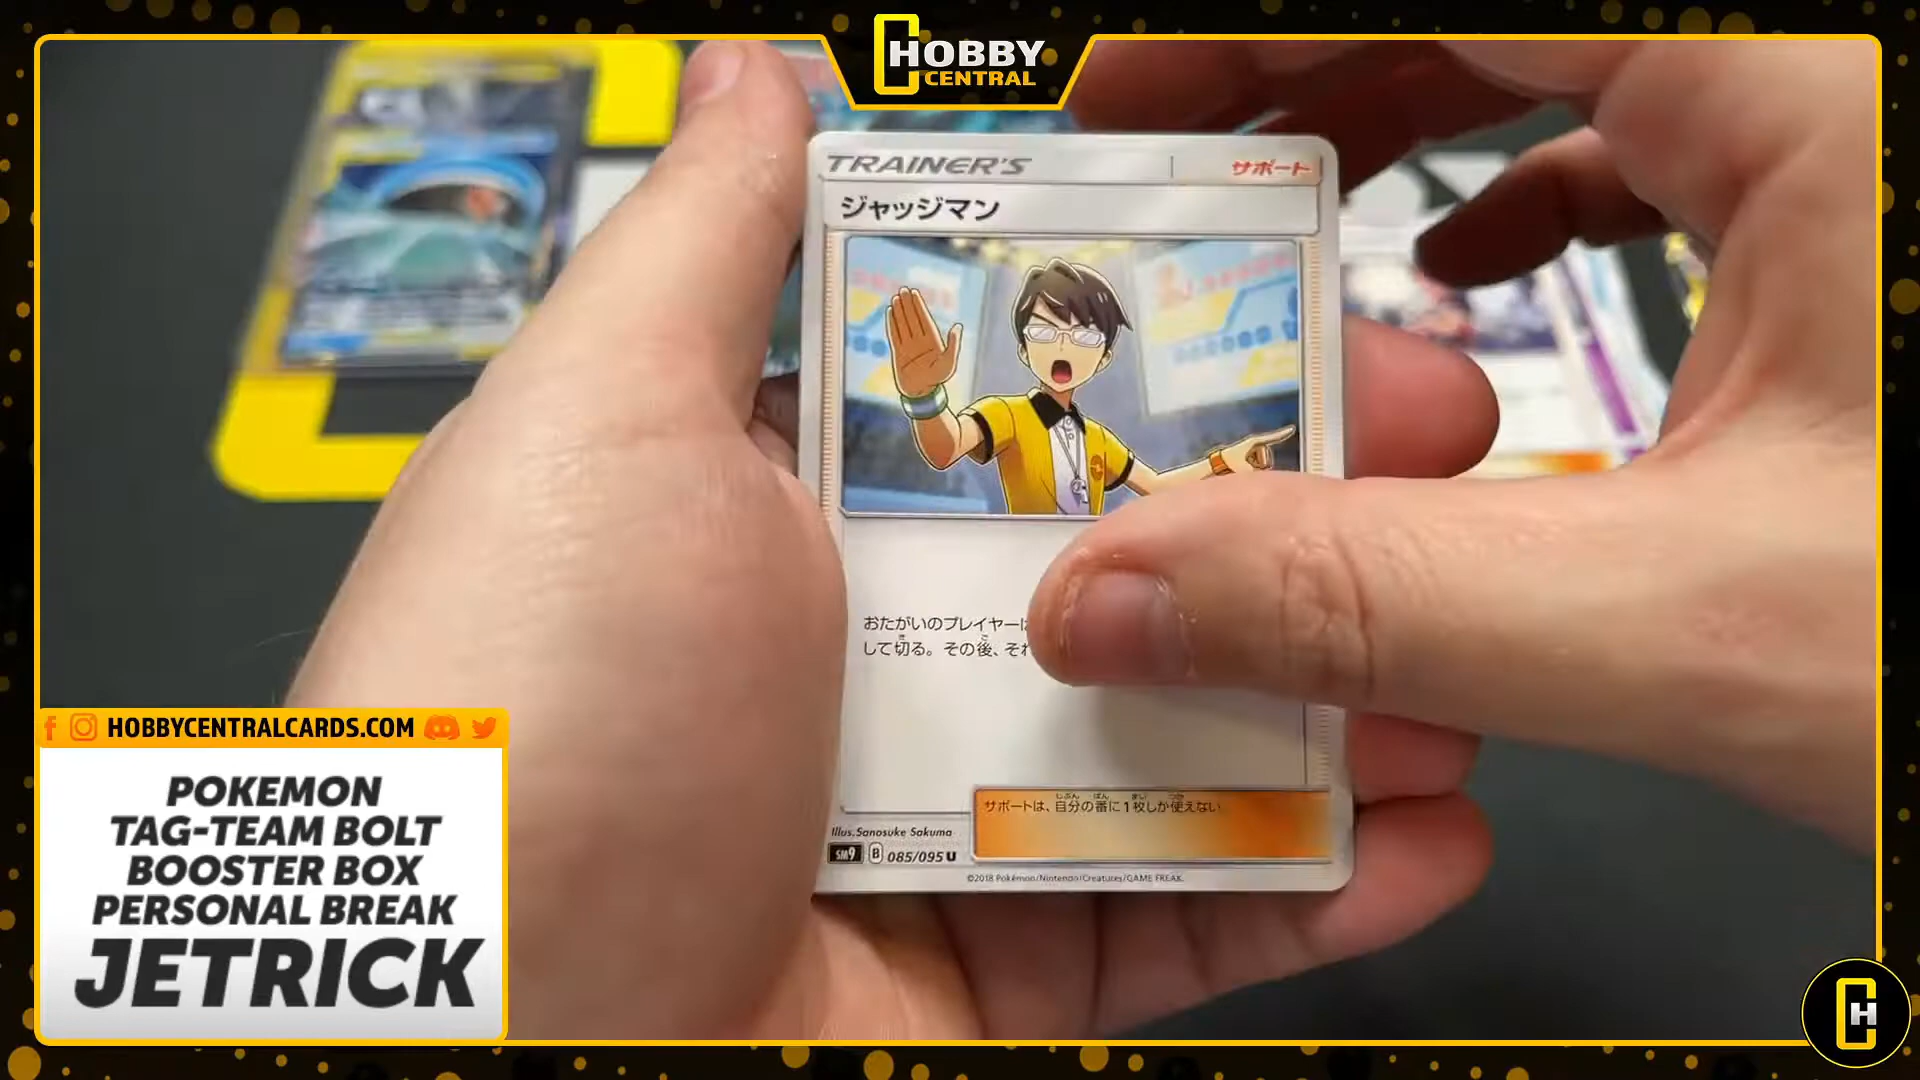 HOBBY
CENTRAL
TRAINER'S
サポート
ジャッジマン
おたがいのプレイヤー
して切る。その後、それ
サポートは、自分の番に1枚しか使えない。
Illus.Sanosuke Sakuma
SM9 B 085/095 U
©2018 Pokémon/Nintendo/Creatures/GAME FREAK.
HOBBYCENTRALCARDS.COM
POKEMON
TAG-TEAM BOLT
BOOSTER BOX
PERSONAL BREAK
JETRICK
CH